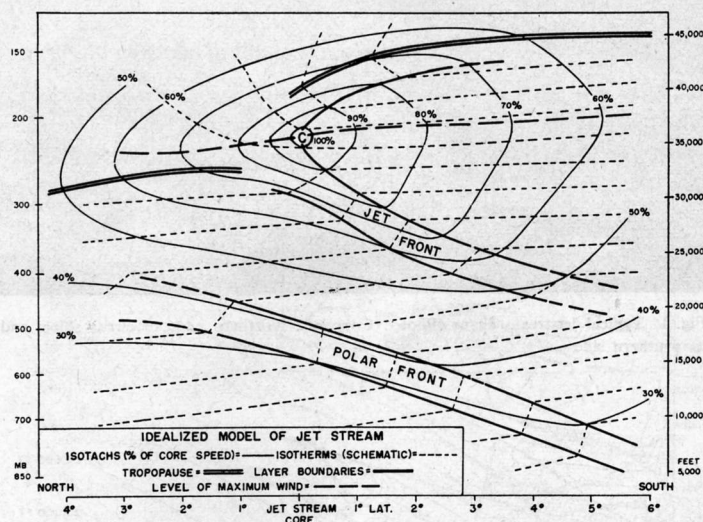 150
200
300
400
500
600
700
MB
850
45,000
40,000
35,000
30,000
25,000
20,000
15,000
10,000
FEET
5,000
50%
60%
90%
80%
70%
60%
C
100%
JET
FRONT
50%
40%
40%
30%
POLAR
FRONT
30%
IDEALIZED MODEL OF JET STREAM
ISOTACHS (% OF CORE SPEED)= ISOTHERMS (SCHEMATIC)=
TROPOPAUSE= LAYER BOUNDARIES=
LEVEL OF MAXIMUM WIND=
NORTH
SOUTH
4° 3° 2° 1° JET STREAM 1° LAT. 2° 3° 4° 5° 6°
CORE